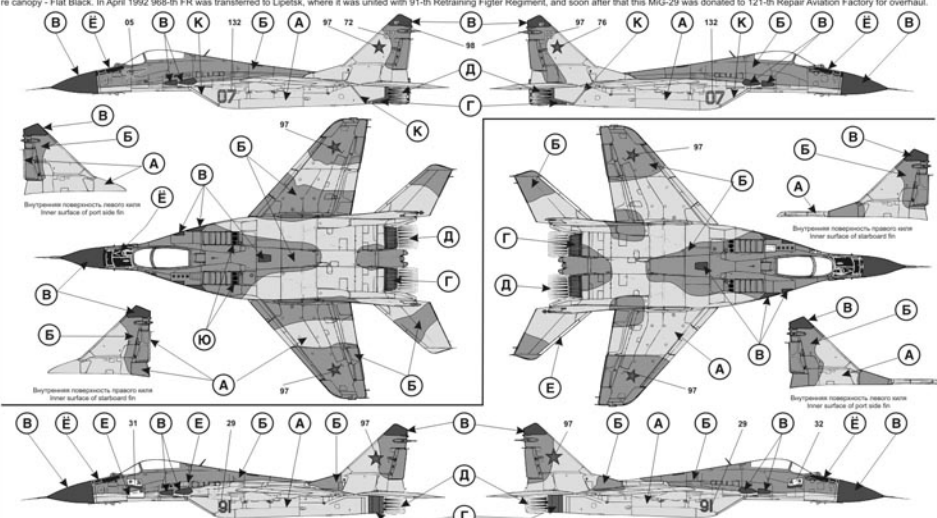 re canopy - Flat Black. In April 1992 968-th FR was transferred to Lipetsk, where it was united with 91-th Retraining Figter Regiment, and soon after that this MiG-29 was donated to 121-th Repair Aviation Factory for overhaul.
В Ё 05 В К 132 Б А 97 72 В 97 76 К А 132 К Б В Ё В
98
Д
07 07
Г
К
В Б А
97
Б В Ё
Внутренняя поверхность левого киля
Inner surface of port side fin
Д
Г
В
Ю
Б
А
Внутренняя поверхность правого киля
Inner surface of starboard fin
97
Б
Б 97 Б
В Б А
Внутренняя поверхность правого киля
Inner surface of starboard fin
Г
Д
Е
97
А
В
В Б А
Внутренняя поверхность левого киля
Inner surface of port side fin
В Ё Е 31 В Е 29 Б А Б 97 В 97 Б А Б 29 В 32 Ё В
Д
91 91
Г